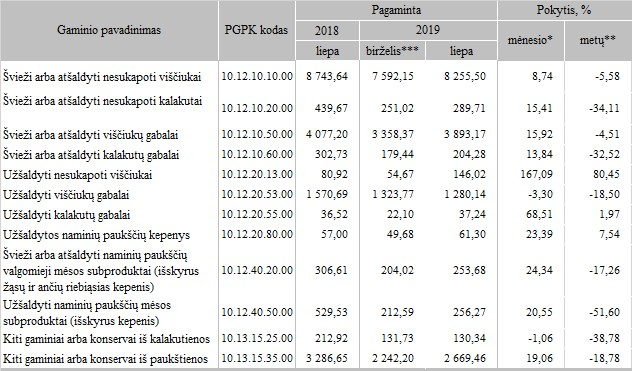 Gaminio pavadinimas PGPK kodas Pagaminta Pokytis, %
2018 2019 mėnesio* metų**
liepa birželis*** liepa
Švieži arba atšaldyti nesukapoti viščiukai 10.12.10.10.00 8 743,64 7 592,15 8 255,50 8,74 -5,58
Švieži arba atšaldyti nesukapoti kalakutai 10.12.10.20.00 439,67 251,02 289,71 15,41 -34,11
Švieži arba atšaldyti viščiukų gabalai 10.12.10.50.00 4 077,20 3 358,37 3 893,17 15,92 -4,51
Švieži arba atšaldyti kalakutų gabalai 10.12.10.60.00 302,73 179,44 204,28 13,84 -32,52
Užšaldyti nesukapoti viščiukai 10.12.20.13.00 80,92 54,67 146,02 167,09 80,45
Užšaldyti viščiukų gabalai 10.12.20.53.00 1 570,69 1 323,77 1 280,14 -3,30 -18,50
Užšaldyti kalakutų gabalai 10.12.20.55.00 36,52 22,10 37,24 68,51 1,97
Užšaldytos naminių paukščių kepenys 10.12.20.80.00 57,00 49,68 61,30 23,39 7,54
Švieži arba atšaldyti naminių paukščių
valgomieji mėsos subproduktai (išskyrus
žąsų ir ančių riebiąsias kepenis) 10.12.40.20.00 306,61 204,02 253,68 24,34 -17,26
Užšaldyti naminių paukščių mėsos
subproduktai (išskyrus kepenis) 10.12.40.50.00 529,53 212,59 256,27 20,55 -51,60
Kiti gaminiai arba konservai iš kalakutienos 10.13.15.25.00 212,92 131,73 130,34 -1,06 -38,78
Kiti gaminiai arba konservai iš paukštienos 10.13.15.35.00 3 286,65 2 242,20 2 669,46 19,06 -18,78